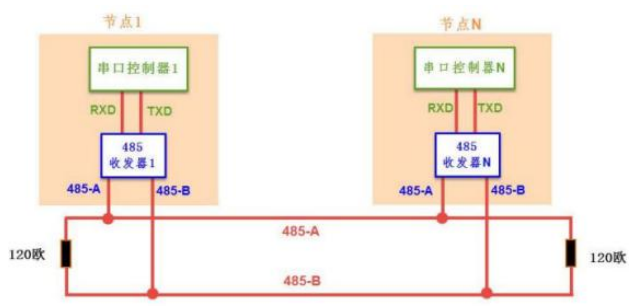 节点1
节点N
串口控制器1
串口控制器N
RXD
TXD
RXD
TXD
485
收发器1
485
收发器N
485-A
485-B
485-A
485-B
485-A
120欧
120欧
485-B